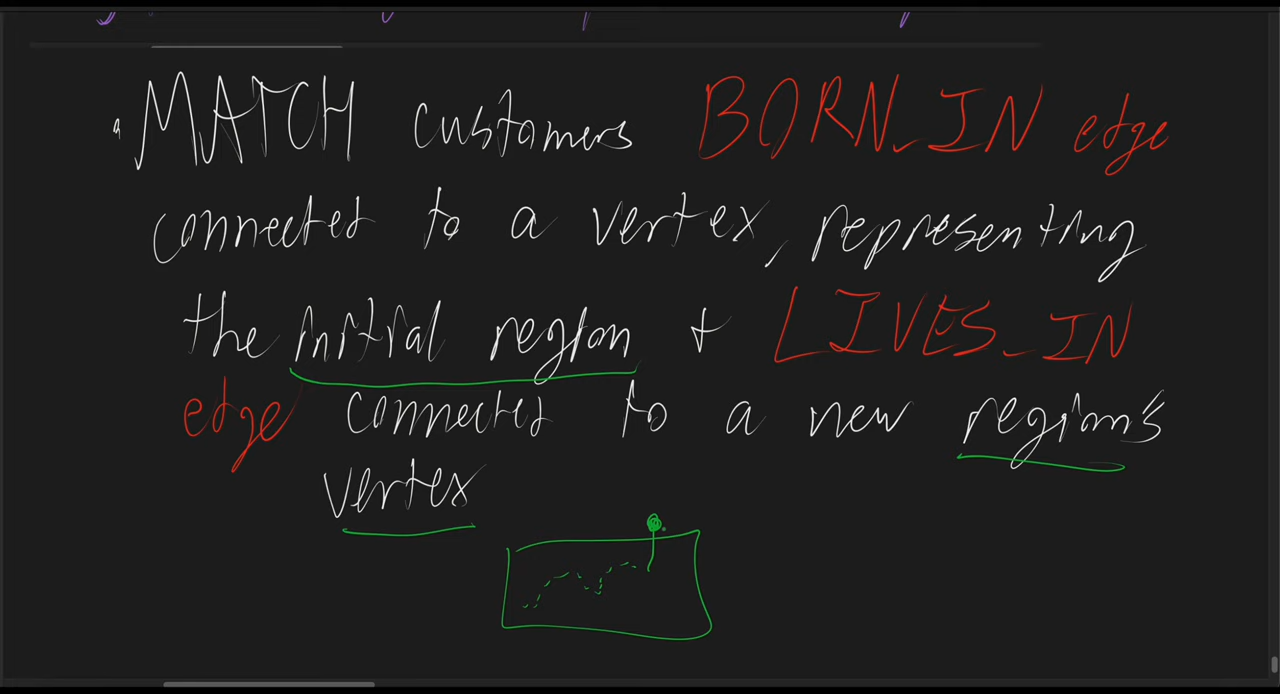 MATCH customers BORN_IN edge
connected to a vertex, representing
the initial region + LIVES_IN
edge connected to a new region's
vertex